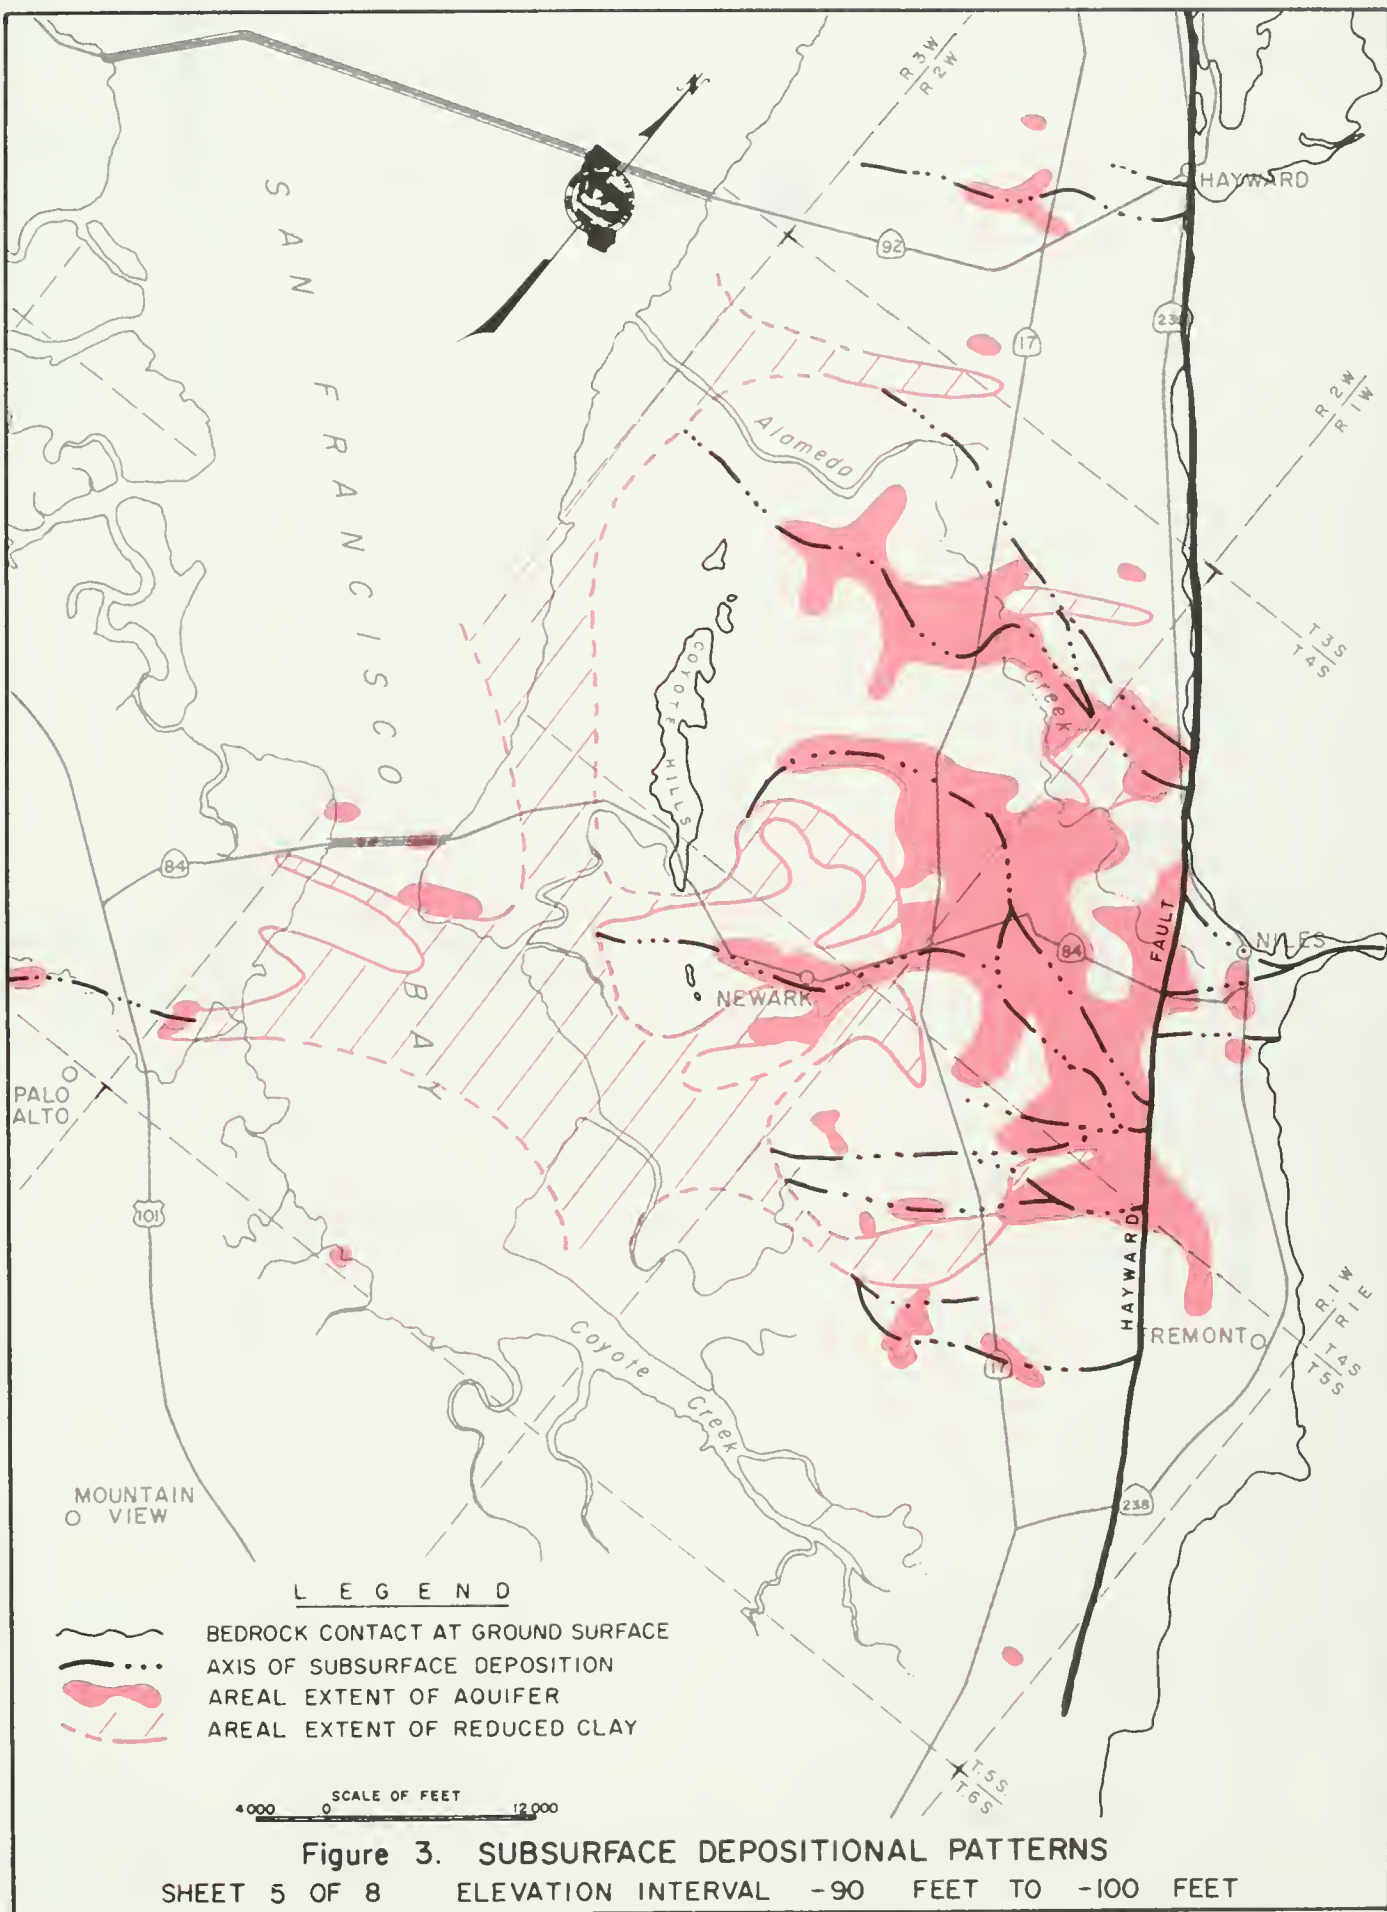 R 3 W
R 2 W
HAYWARD
92
17
238
R 2 W
R 1 W
SAN FRANCISCO BAY
Alameda
Creek
T 3 S
T 4 S
COYOTE HILLS
84
84
FAULT
NILES
NEWARK
PALO
ALTO
101
HAYWARD
R. 1 W
R 1 E
T 4 S
T 5 S
FREMONT
17
Coyote Creek
MOUNTAIN
VIEW
238
T. 5 S.
T. 6 S
LEGEND
BEDROCK CONTACT AT GROUND SURFACE
AXIS OF SUBSURFACE DEPOSITION
AREAL EXTENT OF AQUIFER
AREAL EXTENT OF REDUCED CLAY
SCALE OF FEET
4000 0 12000
Figure 3. SUBSURFACE DEPOSITIONAL PATTERNS
SHEET 5 OF 8 ELEVATION INTERVAL -90 FEET TO -100 FEET